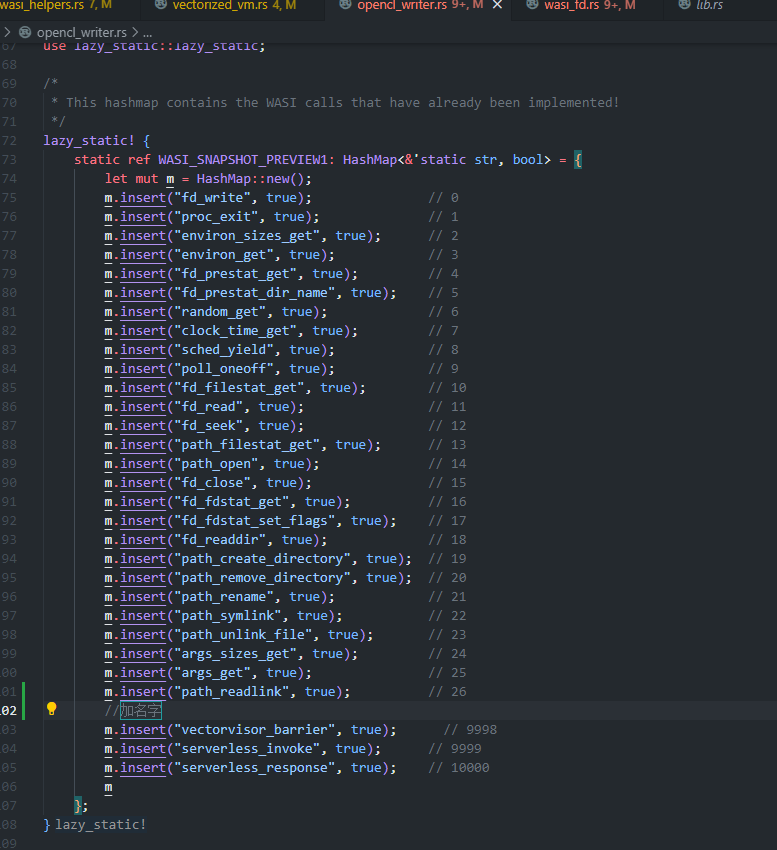 wasi_helpers.rs 7, M vectorized_vm.rs 4, M opencl_writer.rs 9+, M wasi_fd.rs 9+, M lib.rs
opencl_writer.rs > ...
67 use lazy_static::lazy_static;
68
69 /*
70 * This hashmap contains the WASI calls that have already been implemented!
71 */
72 lazy_static! {
73 static ref WASI_SNAPSHOT_PREVIEW1: HashMap<&'static str, bool> = {
74 let mut m = HashMap::new();
75 m.insert("fd_write", true); // 0
76 m.insert("proc_exit", true); // 1
77 m.insert("environ_sizes_get", true); // 2
78 m.insert("environ_get", true); // 3
79 m.insert("fd_prestat_get", true); // 4
80 m.insert("fd_prestat_dir_name", true); // 5
81 m.insert("random_get", true); // 6
82 m.insert("clock_time_get", true); // 7
83 m.insert("sched_yield", true); // 8
84 m.insert("poll_oneoff", true); // 9
85 m.insert("fd_filestat_get", true); // 10
86 m.insert("fd_read", true); // 11
87 m.insert("fd_seek", true); // 12
88 m.insert("path_filestat_get", true); // 13
89 m.insert("path_open", true); // 14
90 m.insert("fd_close", true); // 15
91 m.insert("fd_fdstat_get", true); // 16
92 m.insert("fd_fdstat_set_flags", true); // 17
93 m.insert("fd_readdir", true); // 18
94 m.insert("path_create_directory", true); // 19
95 m.insert("path_remove_directory", true); // 20
96 m.insert("path_rename", true); // 21
97 m.insert("path_symlink", true); // 22
98 m.insert("path_unlink_file", true); // 23
99 m.insert("args_sizes_get", true); // 24
00 m.insert("args_get", true); // 25
01 m.insert("path_readlink", true); // 26
02 //加名字
03 m.insert("vectorvisor_barrier", true); // 9998
04 m.insert("serverless_invoke", true); // 9999
05 m.insert("serverless_response", true); // 10000
06 m
07 };
08 } lazy_static!
09